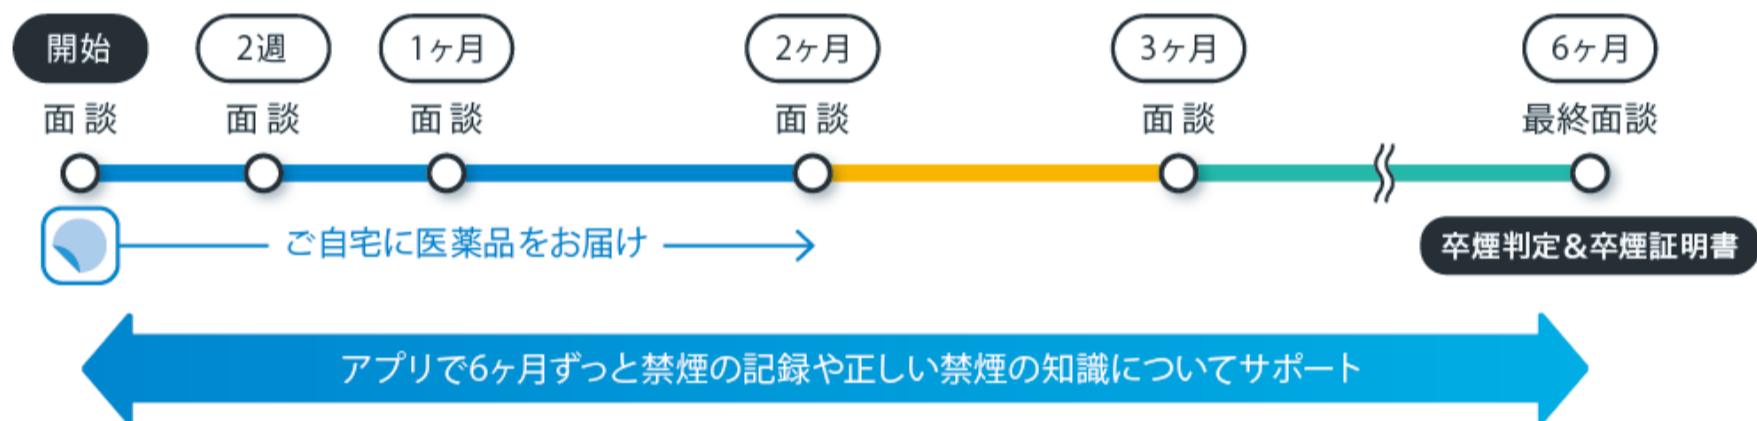 開始 2週 1ヶ月 2ヶ月 3ヶ月 6ヶ月
面談 面談 面談 面談 面談 最終面談
ご自宅に医薬品をお届け
卒煙判定&卒煙証明書
アプリで6ヶ月ずっと禁煙の記録や正しい禁煙の知識についてサポート